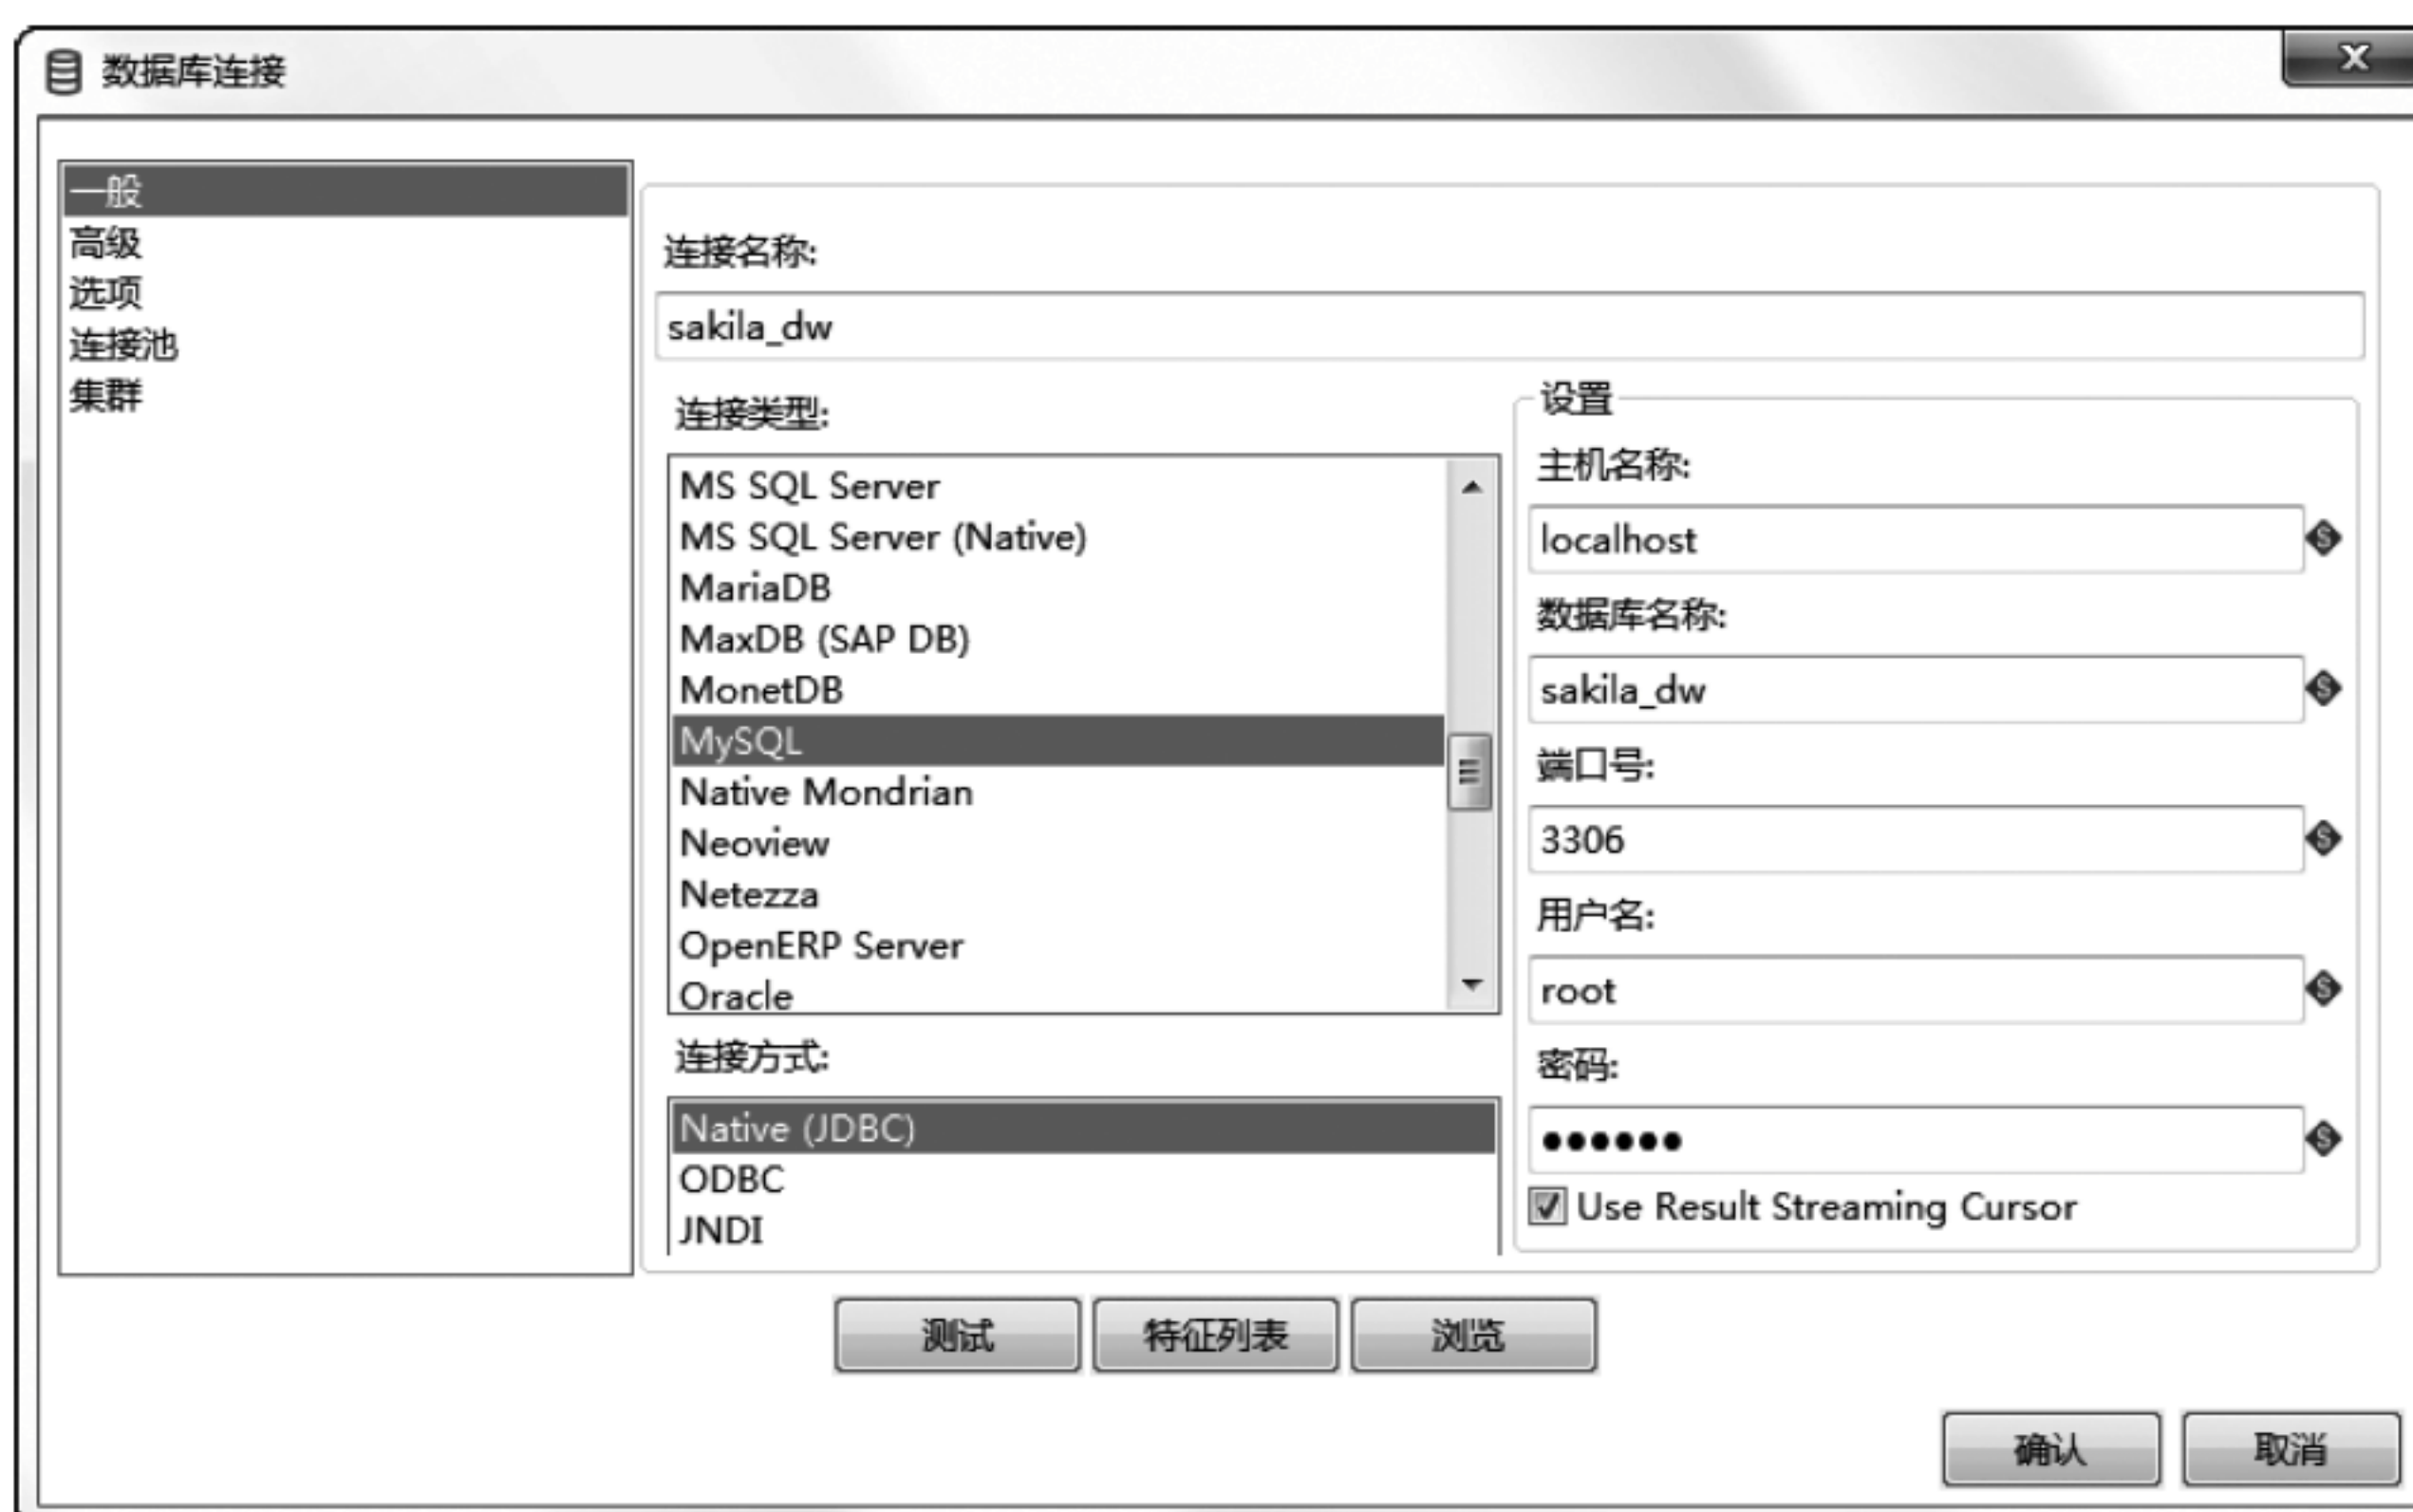 数据库连接
一般
高级
选项
连接池
集群
连接名称:
sakila_dw
连接类型:
MS SQL Server
MS SQL Server (Native)
MariaDB
MaxDB (SAP DB)
MonetDB
MySQL
Native Mondrian
Neoview
Netezza
OpenERP Server
Oracle
连接方式:
Native (JDBC)
ODBC
JNDI
设置
主机名称:
localhost
数据库名称:
sakila_dw
端口号:
3306
用户名:
root
密码:
●●●●●●
Use Result Streaming Cursor
测试 特征列表 浏览
确认 取消